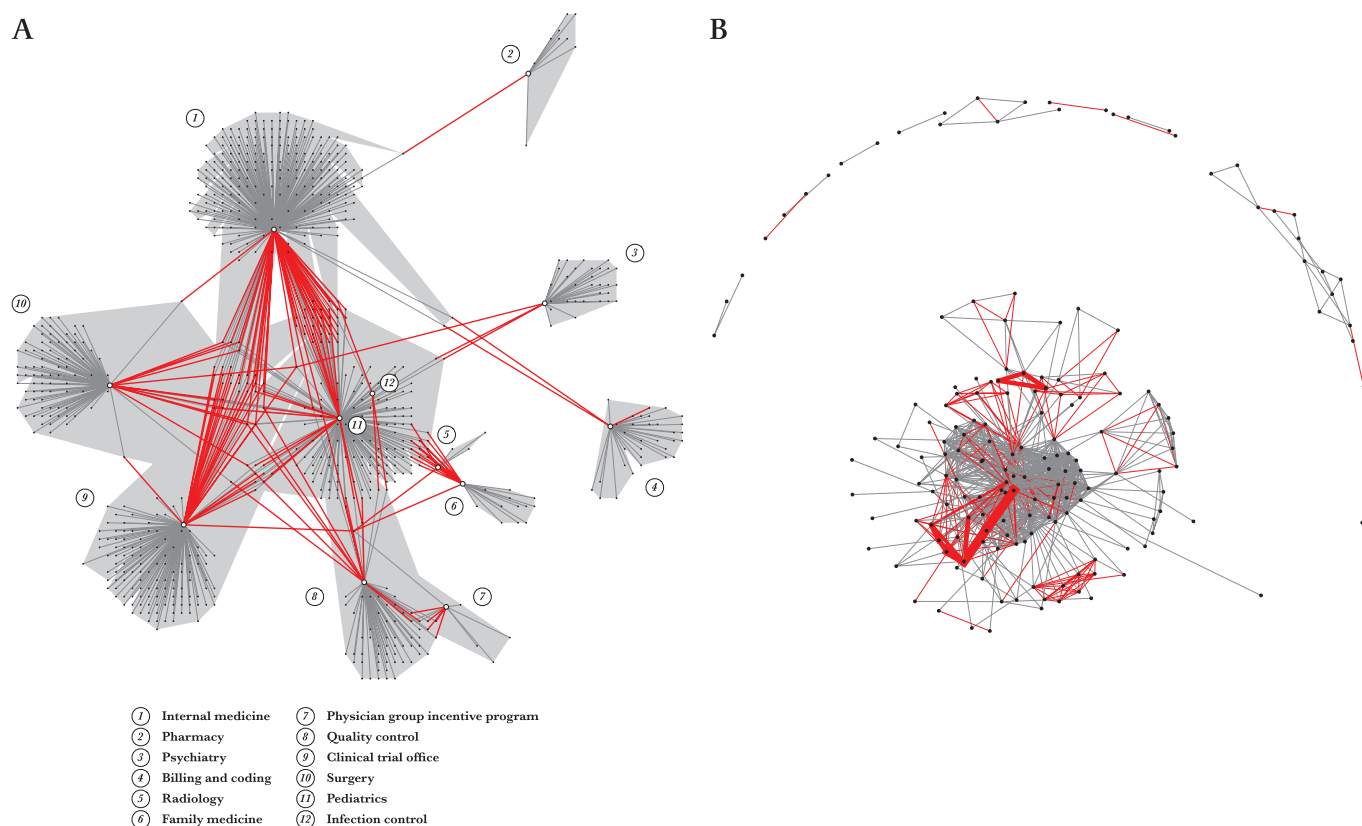 A
B
2
1
3
10
12
11
5
4
6
9
8
7
1 Internal medicine
2 Pharmacy
3 Psychiatry
4 Billing and coding
5 Radiology
6 Family medicine
7 Physician group incentive program
8 Quality control
9 Clinical trial office
10 Surgery
11 Pediatrics
12 Infection control